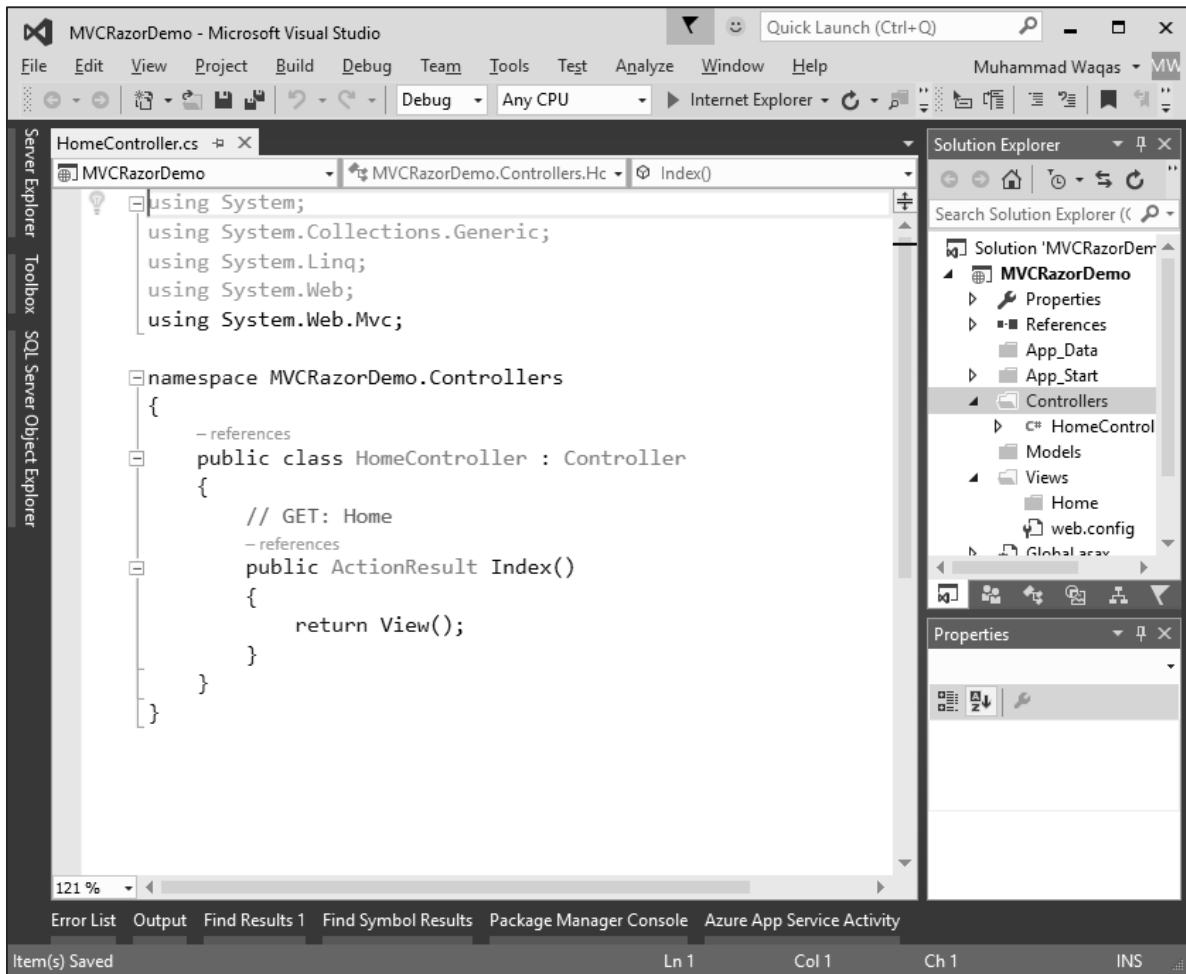 MVCRazorDemo - Microsoft Visual Studio
Quick Launch (Ctrl+Q)
File Edit View Project Build Debug Team Tools Test Analyze Window Help
Muhammad Waqas MW
Debug Any CPU Internet Explorer
Server Explorer
Toolbox
SQL Server Object Explorer
HomeController.cs
MVCRazorDemo MVCRazorDemo.Controllers.Hc Index()
using System;
using System.Collections.Generic;
using System.Linq;
using System.Web;
using System.Web.Mvc;
namespace MVCRazorDemo.Controllers
{
– references
public class HomeController : Controller
{
// GET: Home
– references
public ActionResult Index()
{
return View();
}
}
}
121 %
Solution Explorer
Search Solution Explorer ((
Solution 'MVCRazorDem
MVCRazorDemo
Properties
References
App_Data
App_Start
Controllers
C# HomeControl
Models
Views
Home
web.config
Global.asax
Properties
Error List Output Find Results 1 Find Symbol Results Package Manager Console Azure App Service Activity
Item(s) Saved Ln 1 Col 1 Ch 1 INS